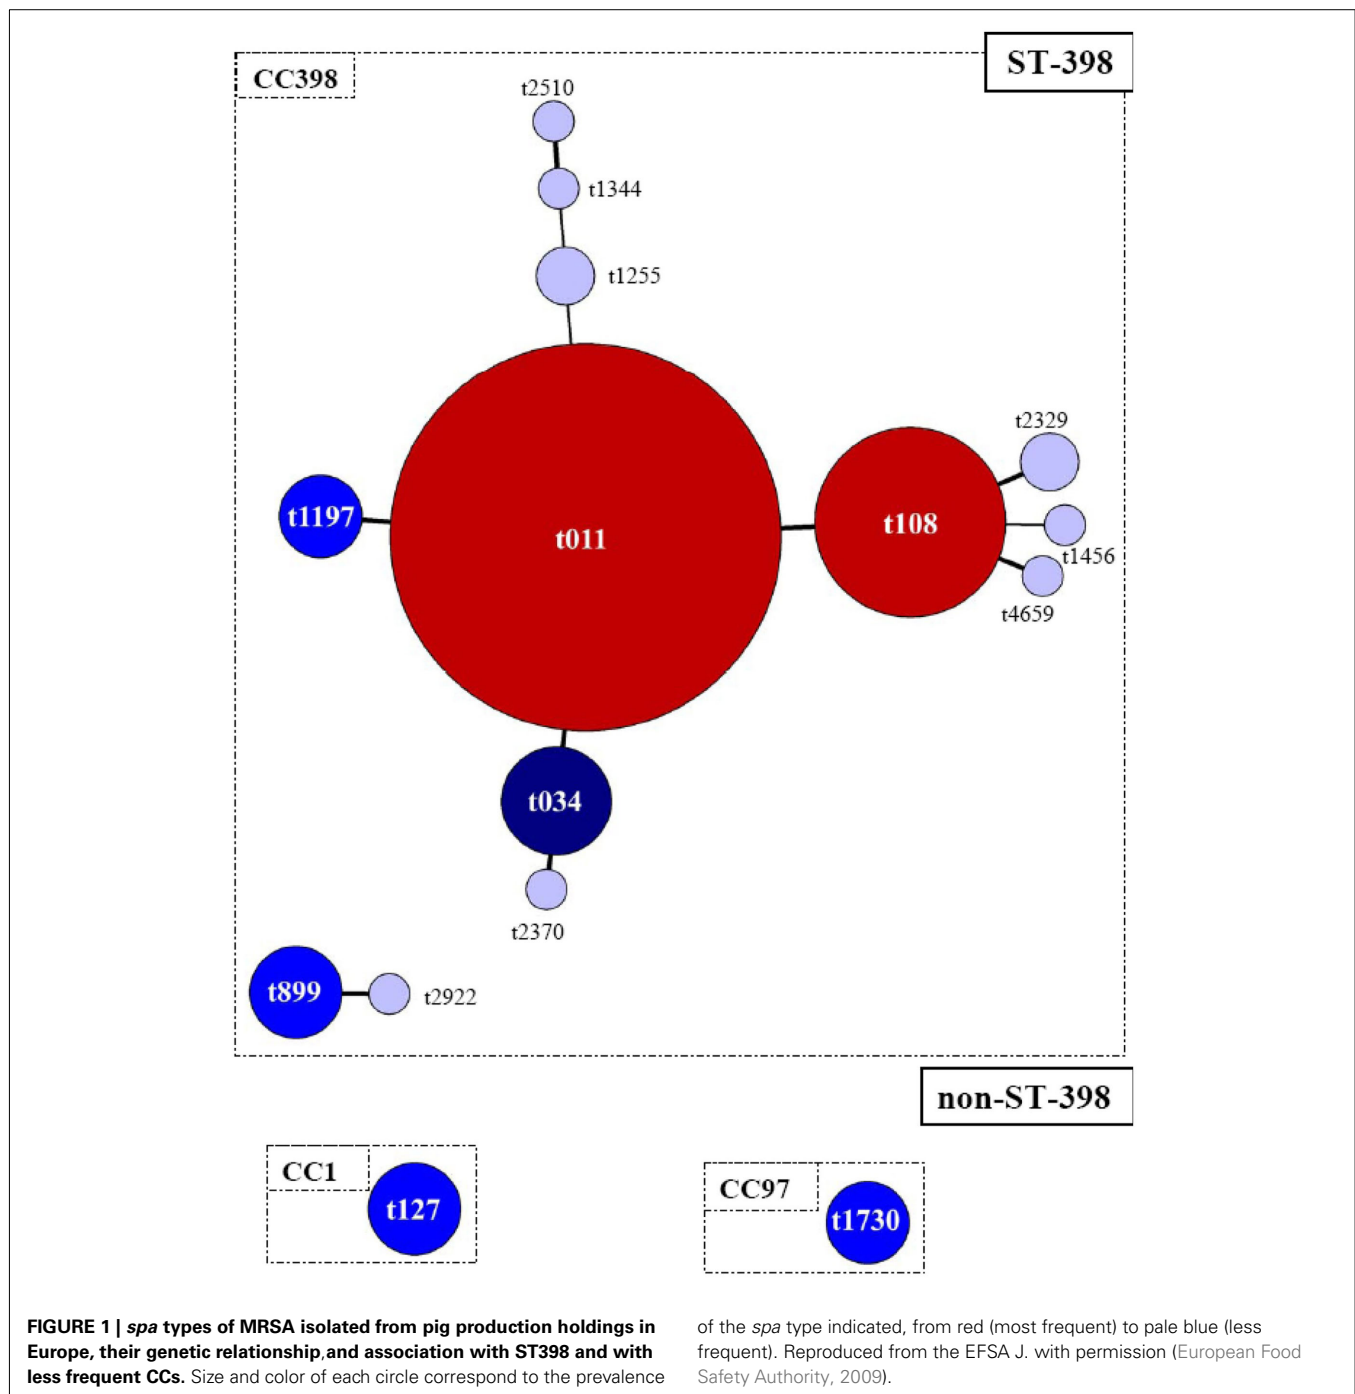 ST-398
CC398
t2510
t1344
t1255
t2329
t1197
t011
t108
t1456
t4659
t034
t2370
t899
t2922
non-ST-398
CC1
t127
CC97
t1730
FIGURE 1 | spa types of MRSA isolated from pig production holdings in
Europe, their genetic relationship,and association with ST398 and with
less frequent CCs. Size and color of each circle correspond to the prevalence
of the spa type indicated, from red (most frequent) to pale blue (less
frequent). Reproduced from the EFSA J. with permission (European Food
Safety Authority, 2009).